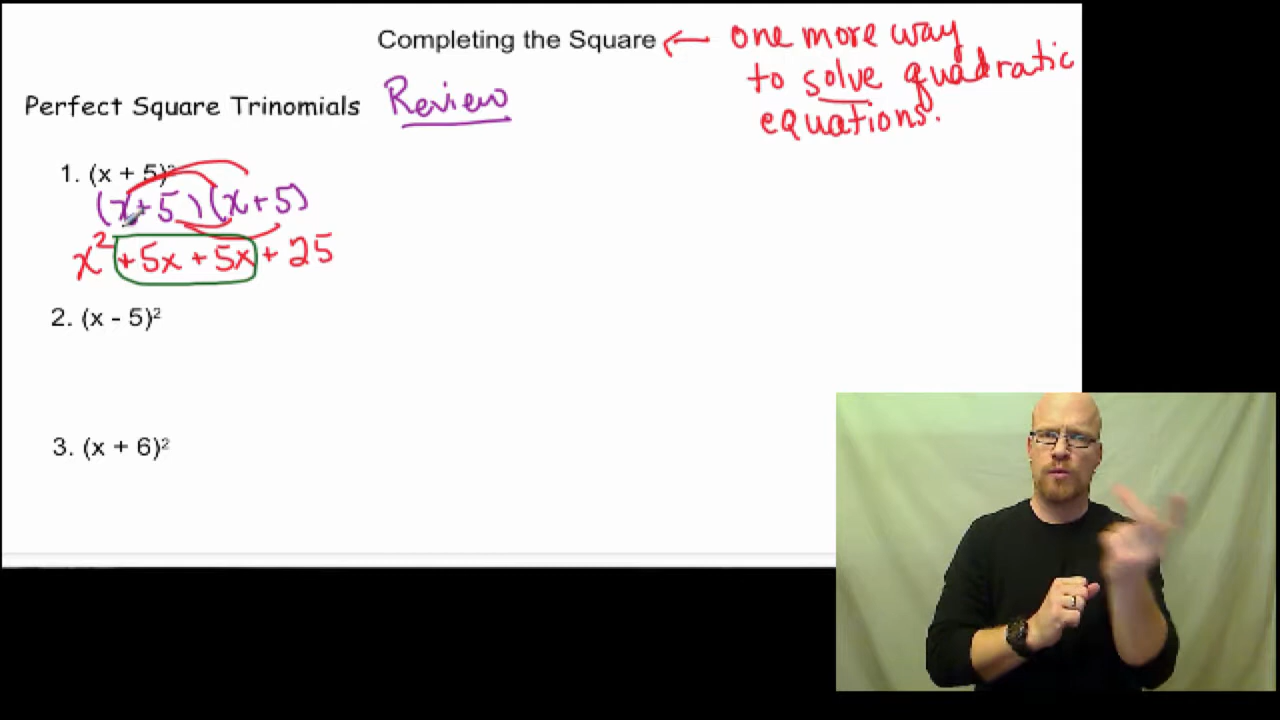 Completing the Square ← one more way
to solve quadratic
equations.
Perfect Square Trinomials Review
1. (x + 5)²
(x+5)(x+5)
x² +5x + 5x + 25
2. (x - 5)²
3. (x + 6)²